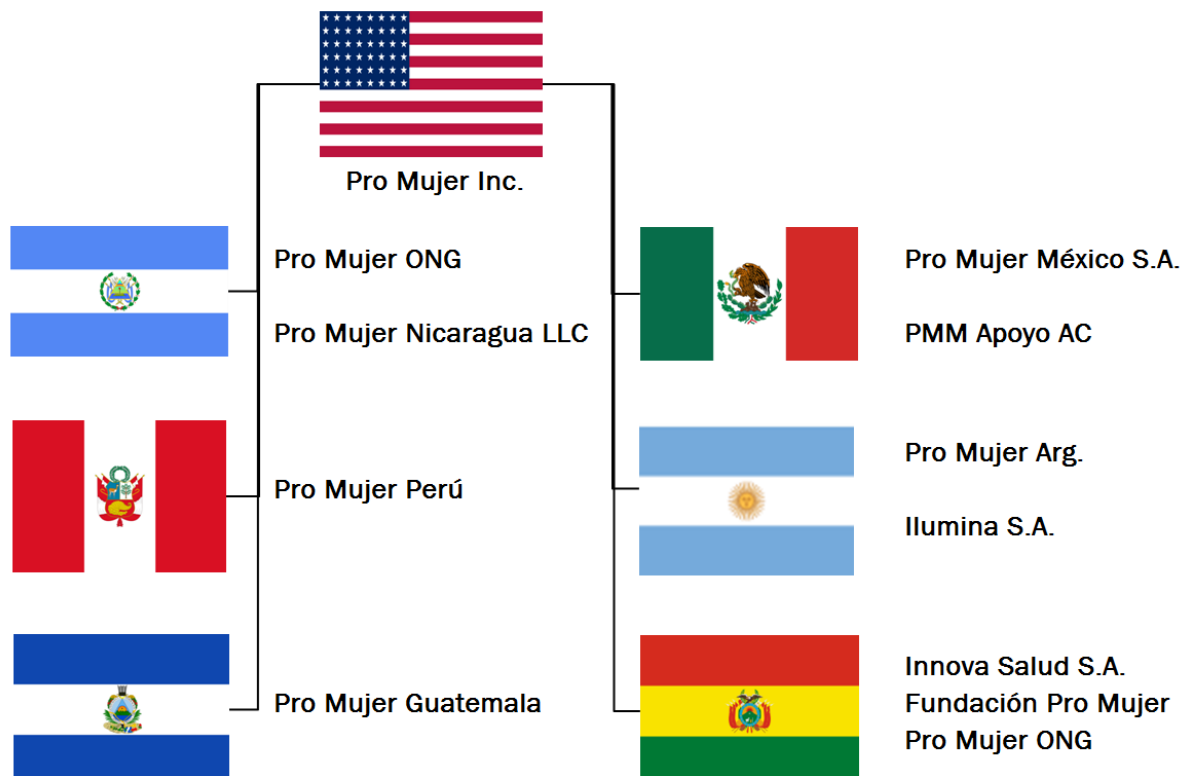 Pro Mujer Inc.
Pro Mujer ONG
Pro Mujer Nicaragua LLC
Pro Mujer Perú
Pro Mujer Guatemala
Pro Mujer México S.A.
PMM Apoyo AC
Pro Mujer Arg.
Ilumina S.A.
Innova Salud S.A.
Fundación Pro Mujer
Pro Mujer ONG